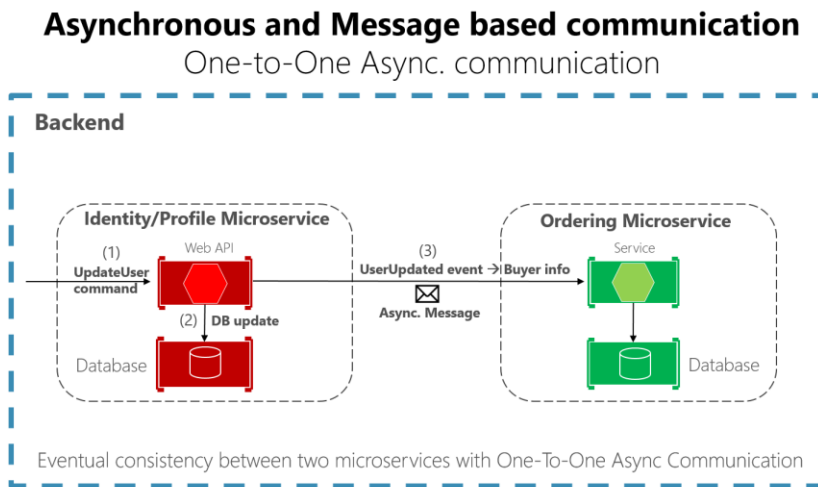 Asynchronous and Message based communication
One-to-One Async. communication
Backend
Identity/Profile Microservice
Web API
(1)
UpdateUser
command
(2) DB update
Database
(3)
UserUpdated event → Buyer info
Async. Message
Ordering Microservice
Service
Database
Eventual consistency between two microservices with One-To-One Async Communication